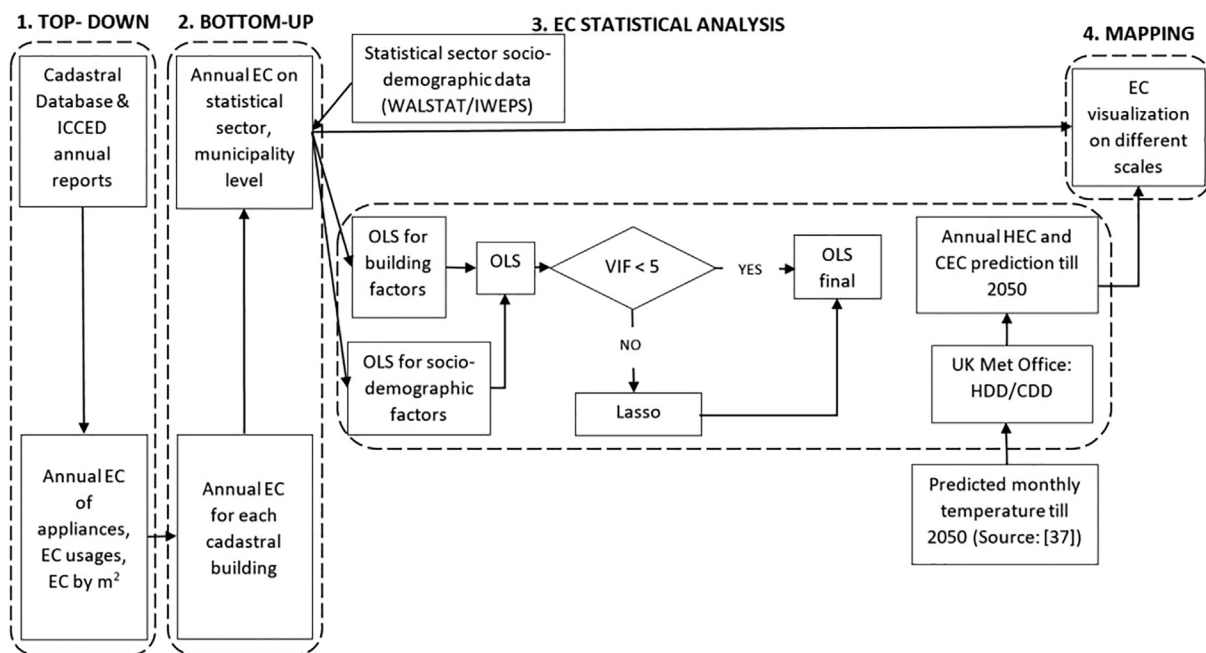 1. TOP- DOWN
2. BOTTOM-UP
3. EC STATISTICAL ANALYSIS
4. MAPPING
Cadastral
Database &
ICCED
annual
reports
Annual EC
of
appliances,
EC usages,
EC by m²
Annual EC on
statistical
sector,
municipality
level
Annual EC
for each
cadastral
building
Statistical sector socio-
demographic data
(WALSTAT/IWEPS)
OLS for
building
factors
OLS
VIF < 5
YES
OLS
final
NO
OLS for socio-
demographic
factors
Lasso
Annual HEC and
CEC prediction till
2050
UK Met Office:
HDD/CDD
Predicted monthly
temperature till
2050 (Source: [37])
EC
visualization
on different
scales